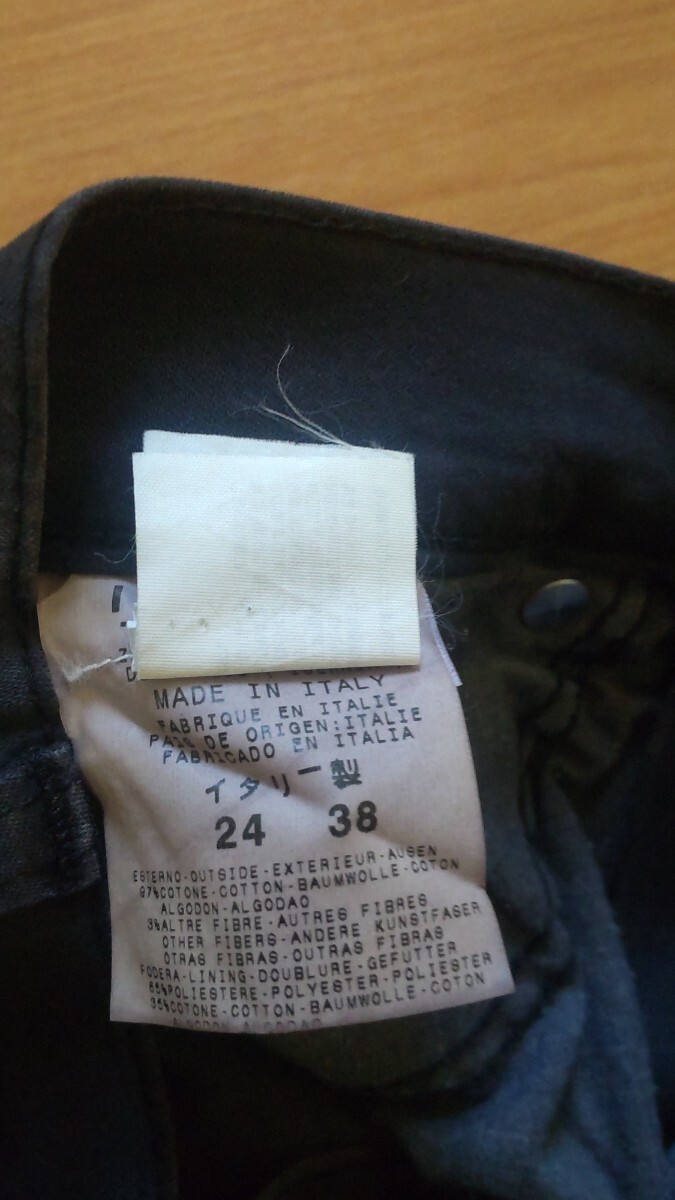 MADE IN ITALY
FABRIQUE EN ITALIE
PAIS DE ORIGEN:ITALIE
FABRICADO EN ITALIA
イタリー製
24 38
ESTERNO-OUTSIDE-EXTERIEUR-AUSEN
97%COTONE-COTTON-BAUMWOLLE-COTON
ALGODON-ALGODAO
3%ALTRE FIBRE-AUTRES FIBRES
OTHER FIBERS-ANDERE KUNSTFASER
OTRAS FIBRAS-OUTRAS FIBRAS
FODERA-LINING-DOUBLURE-GEFUTTER
65%POLIESTERE-POLYESTER-POLIESTER
35%COTONE-COTTON-BAUMWOLLE-COTON
ALGODON-ALGODAO